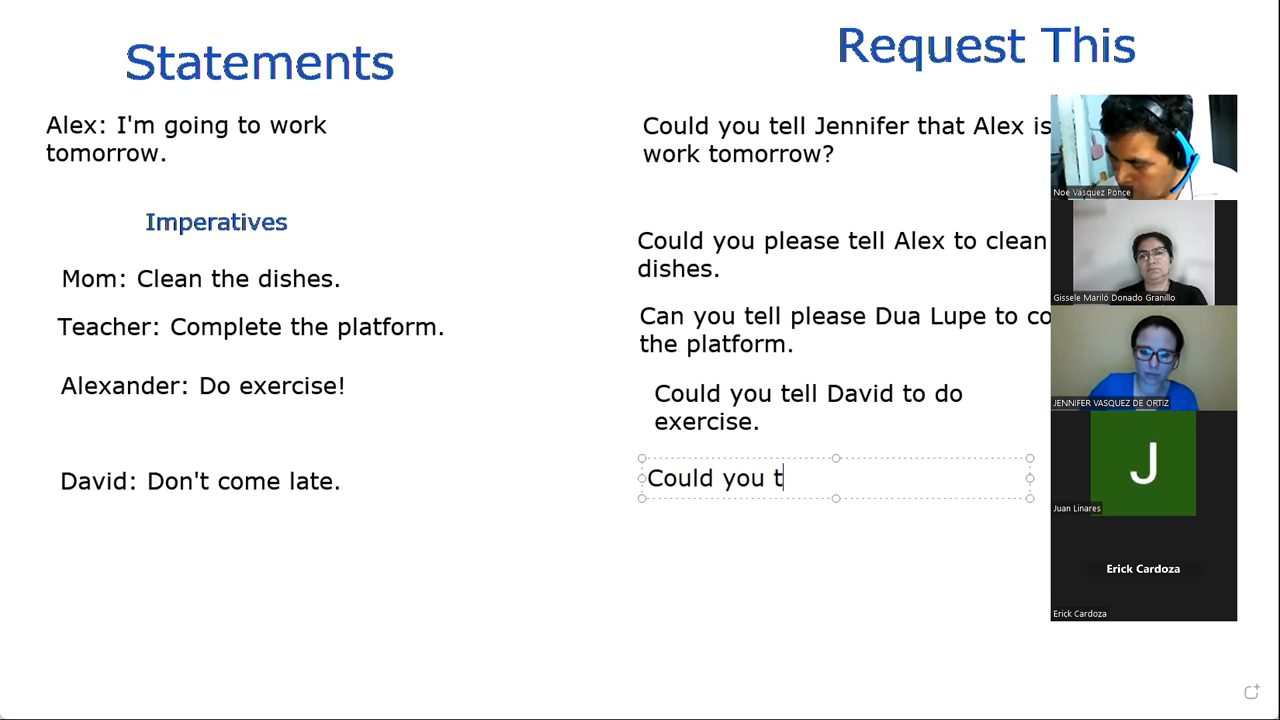 Statements
Request This
Alex: I'm going to work
tomorrow.
Could you tell Jennifer that Alex is
work tomorrow?
Imperatives
Mom: Clean the dishes.
Could you please tell Alex to clean
dishes.
Teacher: Complete the platform.
Can you tell please Dua Lupe to co
the platform.
Alexander: Do exercise!
Could you tell David to do
exercise.
David: Don't come late.
Could you t
Noe Vásquez Ponce
Gissele Mariló Donado Granillo
JENNIFER VASQUEZ DE ORTIZ
J
Juan Linares
Erick Cardoza
Erick Cardoza